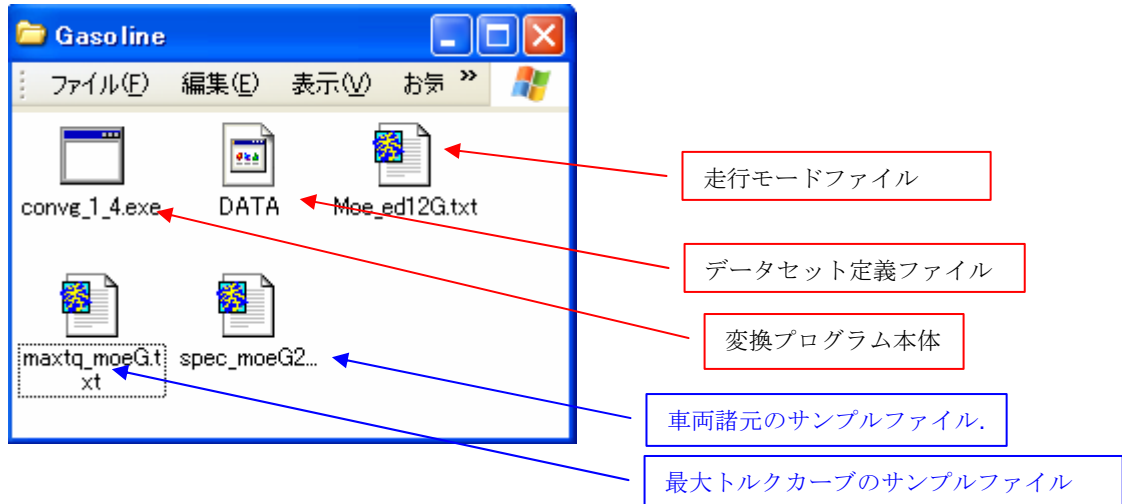 Gasoline
ファイル(F) 編集(E) 表示(V) お気 »
convg_1_4.exe DATA Moe_ed12G.txt
maxtq_moeG.t
xt
spec_moeG2...
走行モードファイル
データセット定義ファイル
変換プログラム本体
車両諸元のサンプルファイル.
最大トルクカーブのサンプルファイル